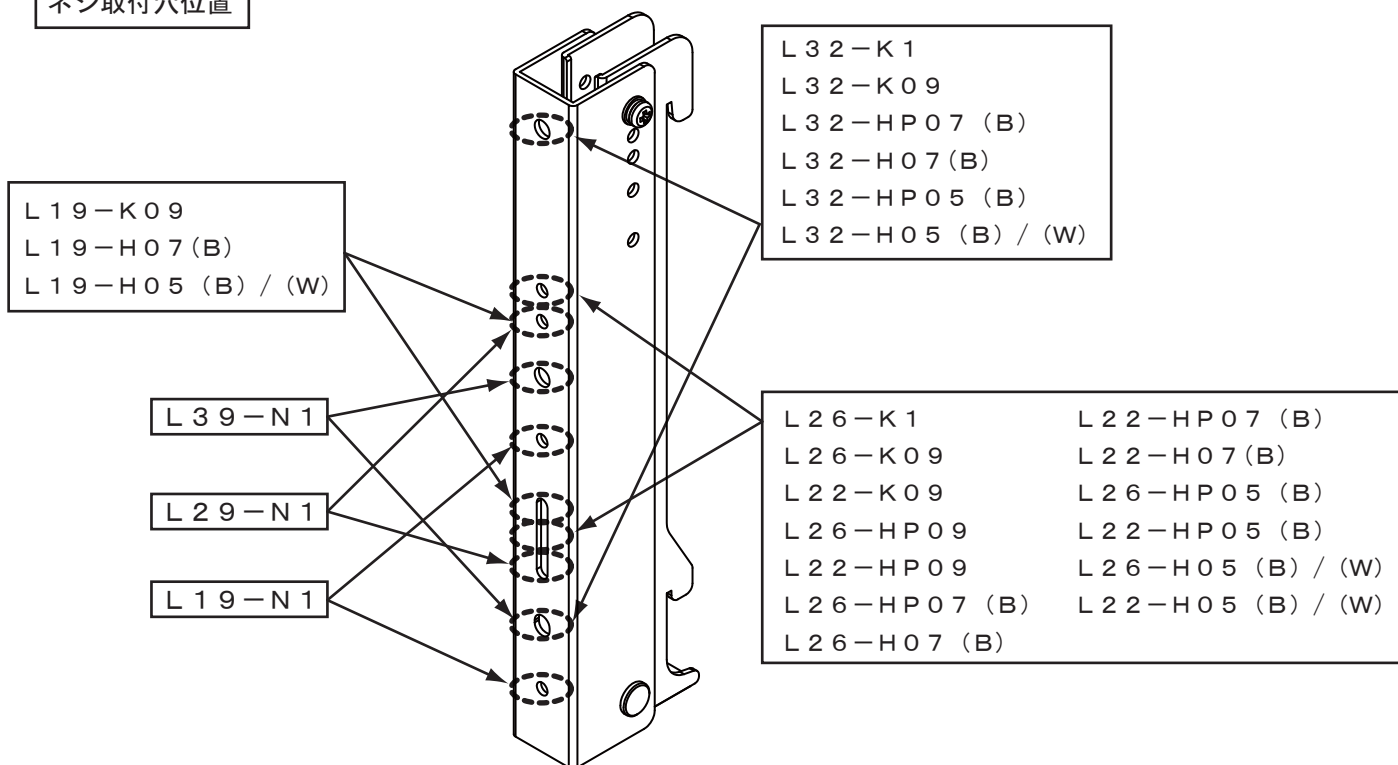 ネジ取付穴位置
L32-K1
L32-K09
L32-HP07 (B)
L32-H07(B)
L32-HP05 (B)
L32-H05 (B) / (W)
L19-K09
L19-H07(B)
L19-H05 (B) / (W)
L39-N1
L29-N1
L19-N1
L26-K1
L26-K09
L22-K09
L26-HP09
L22-HP09
L26-HP07 (B)
L26-H07 (B)
L22-HP07 (B)
L22-H07(B)
L26-HP05 (B)
L22-HP05 (B)
L26-H05 (B) / (W)
L22-H05 (B) / (W)